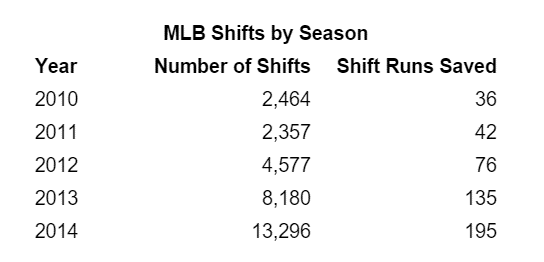 MLB Shifts by Season
Year Number of Shifts Shift Runs Saved
2010 2,464 36
2011 2,357 42
2012 4,577 76
2013 8,180 135
2014 13,296 195